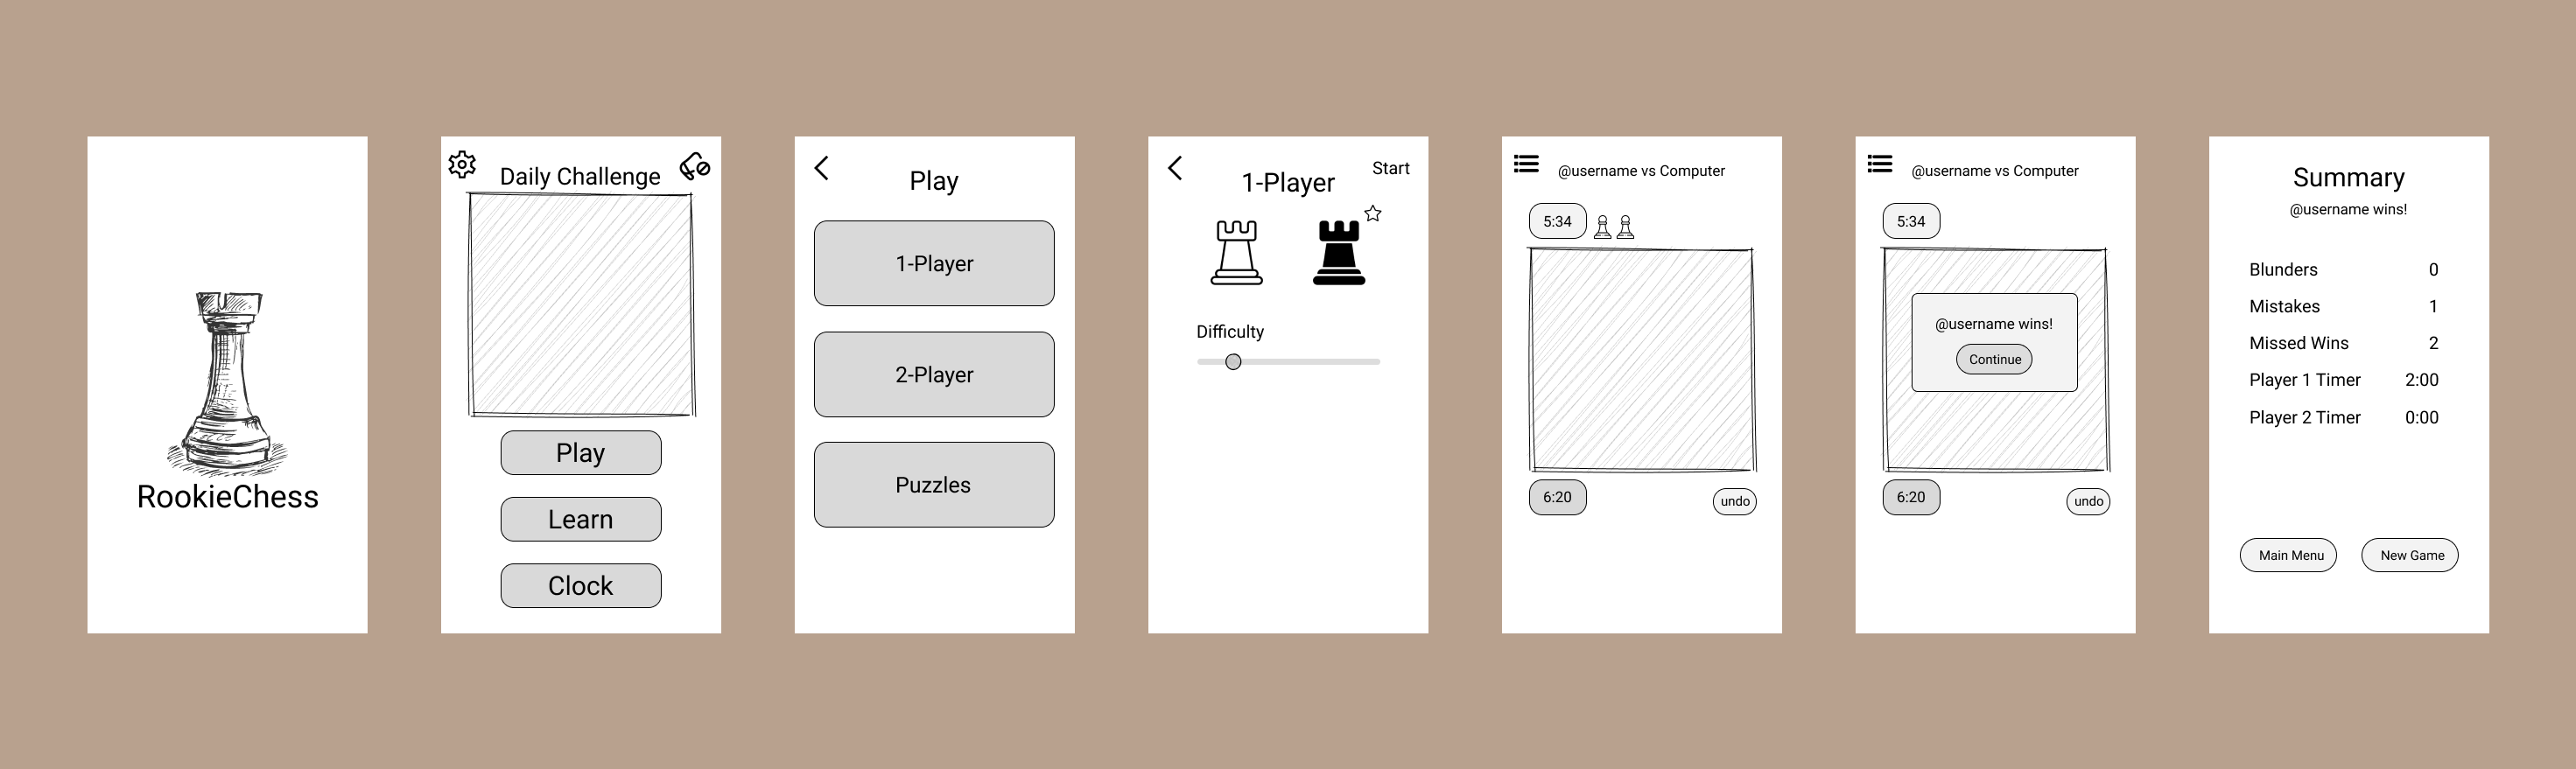 RookieChess
Daily Challenge
Play
Learn
Clock
Play
1-Player
2-Player
Puzzles
Start
1-Player
Difficulty
@username vs Computer
5:34
6:20
undo
@username vs Computer
5:34
@username wins!
Continue
6:20
undo
Summary
@username wins!
Blunders 0
Mistakes 1
Missed Wins 2
Player 1 Timer 2:00
Player 2 Timer 0:00
Main Menu
New Game